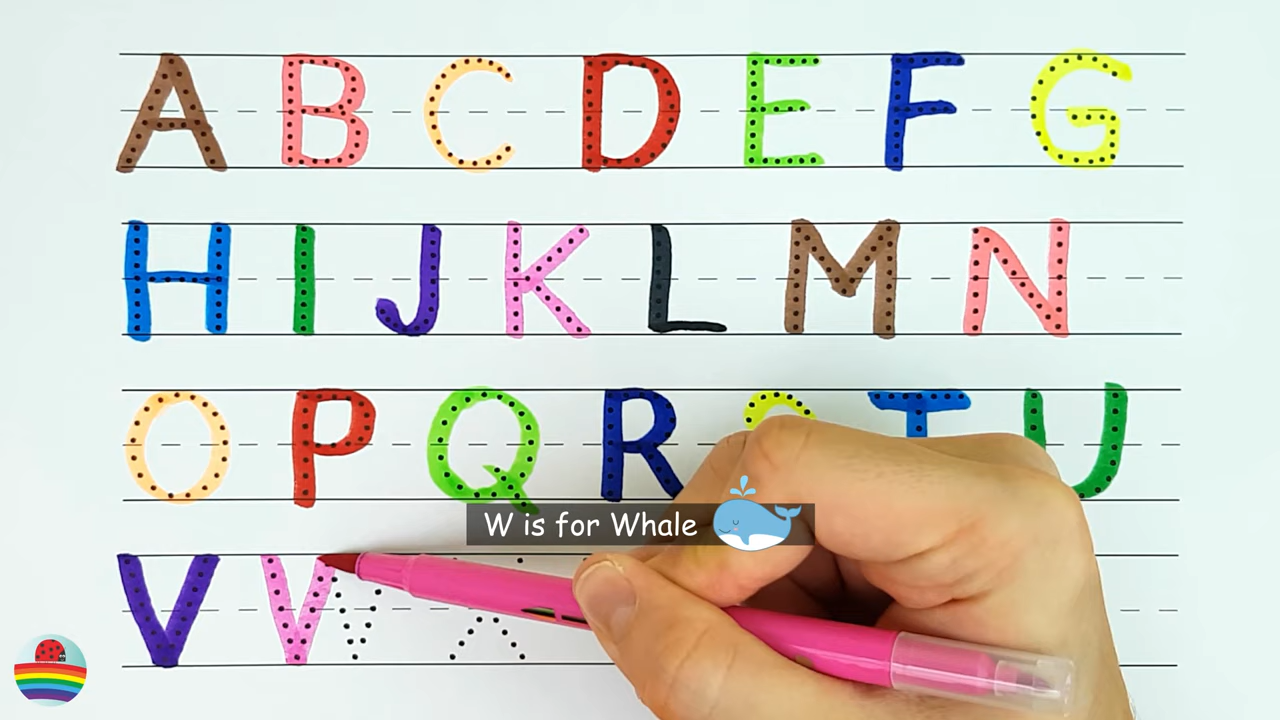 A B C D E F G
H I J K L M N
O P Q R S T U
W is for Whale
V W X